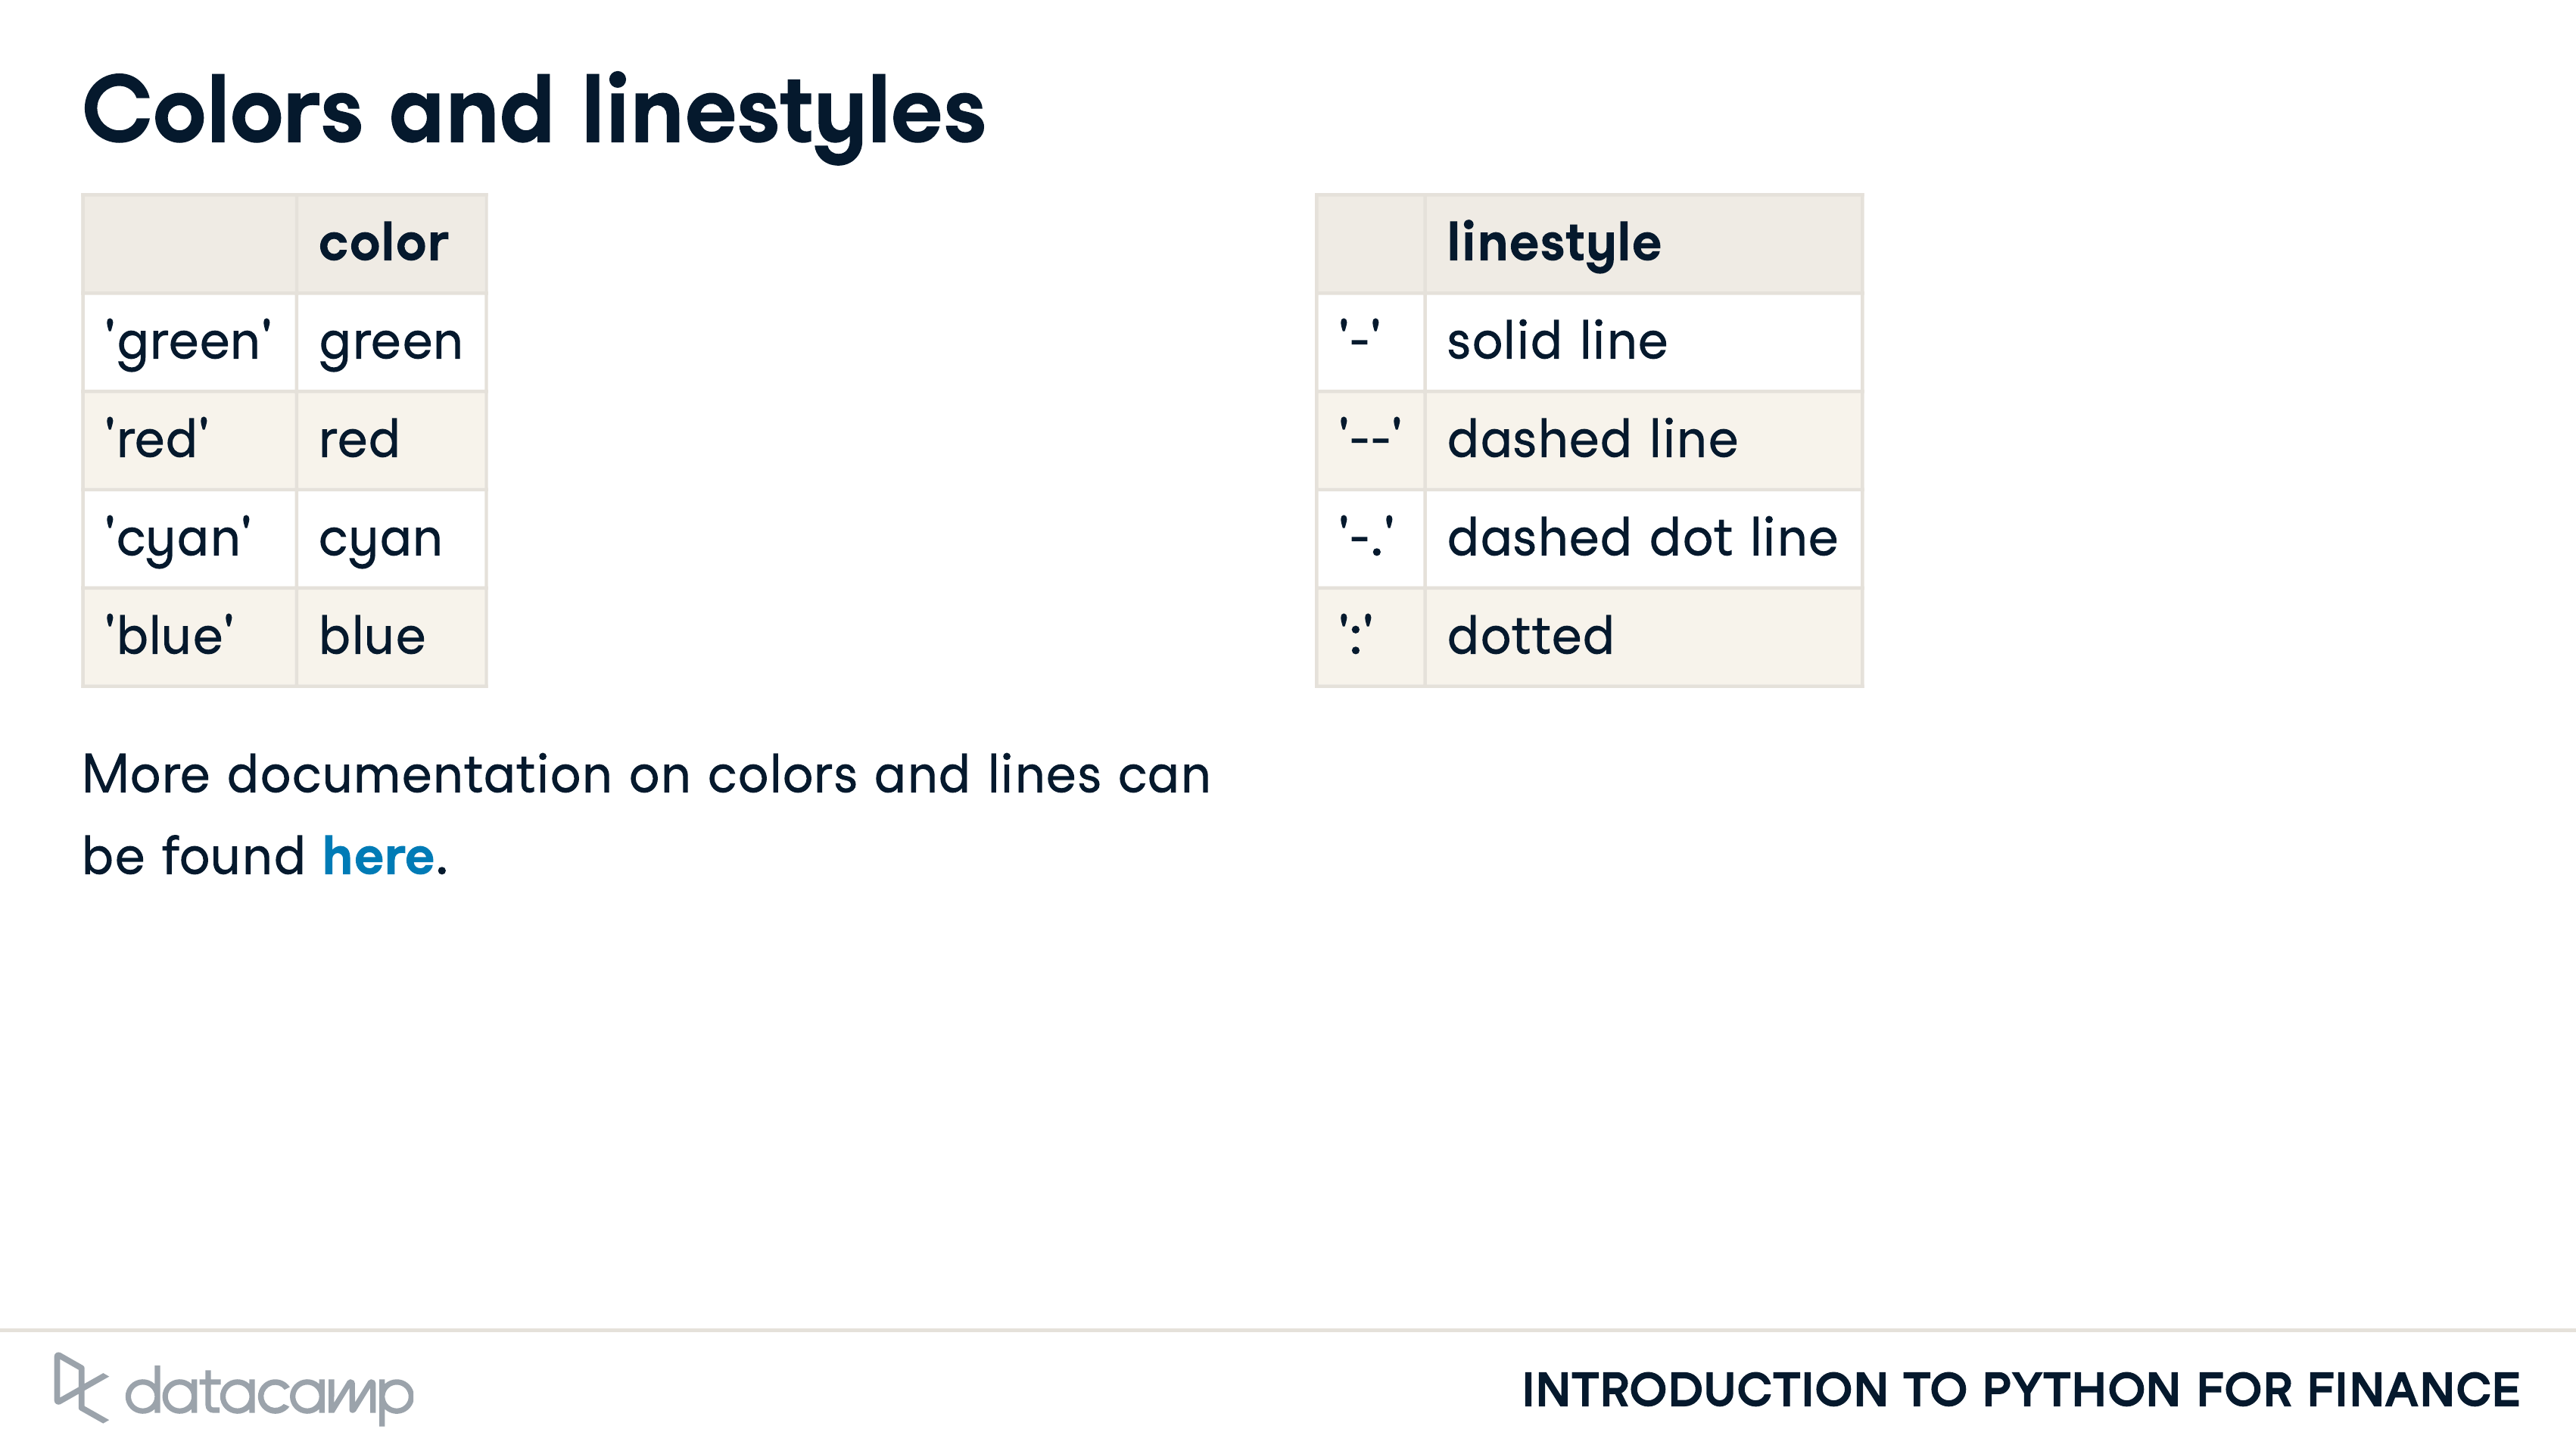 Colors and linestyles
color
'green' green
'red' red
'cyan' cyan
'blue' blue
More documentation on colors and lines can
be found here.
linestyle
'-' solid line
'--' dashed line
'-.' dashed dot line
':' dotted
datacamp
INTRODUCTION TO PYTHON FOR FINANCE